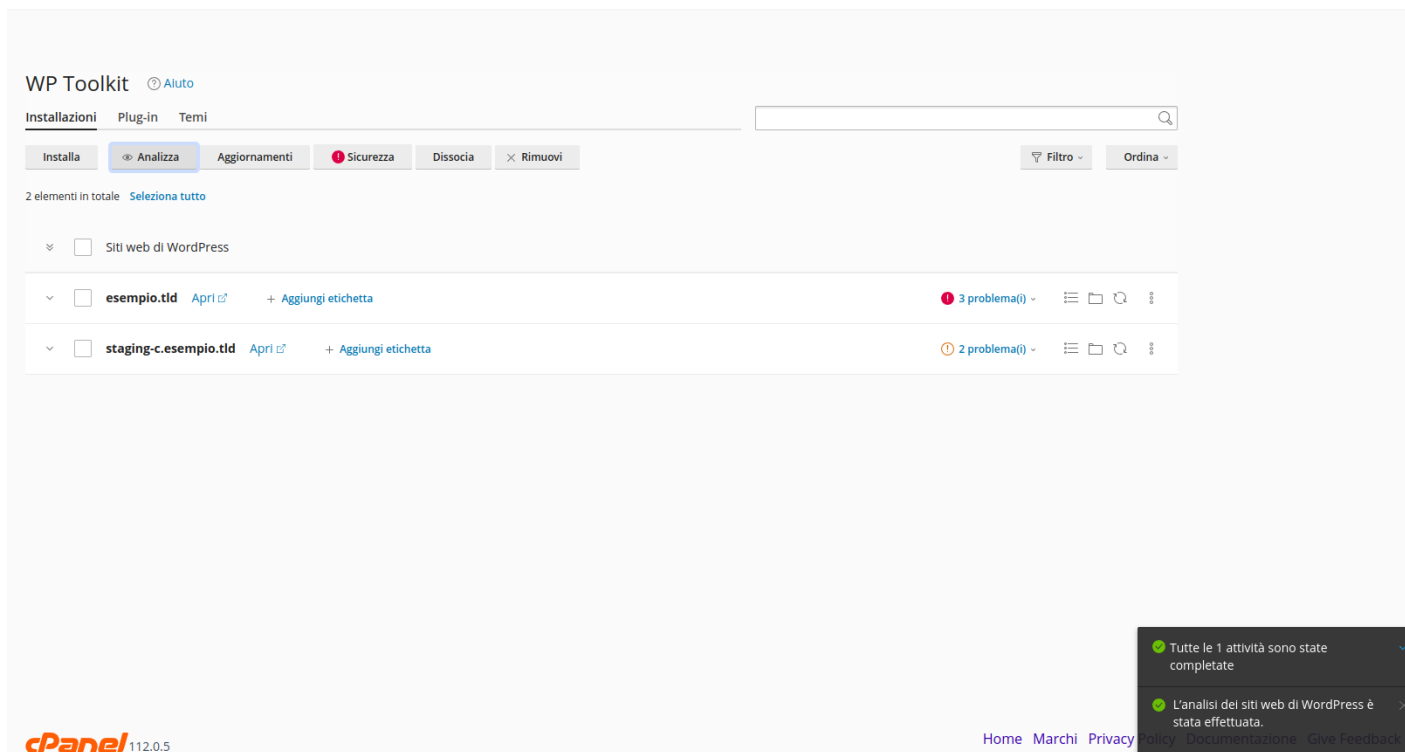 WP Toolkit Aiuto
Installazioni Plug-in Temi
Installa Analizza Aggiornamenti Sicurezza Dissocia Rimuovi Filtro Ordina
2 elementi in totale Seleziona tutto
Siti web di WordPress
esempio.tld Apri + Aggiungi etichetta 3 problema(i)
staging-c.esempio.tld Apri + Aggiungi etichetta 2 problema(i)
Tutte le 1 attività sono state
completate
L'analisi dei siti web di WordPress è
stata effettuata.
cPanel 112.0.5 Home Marchi Privacy Policy Documentazione Give Feedback